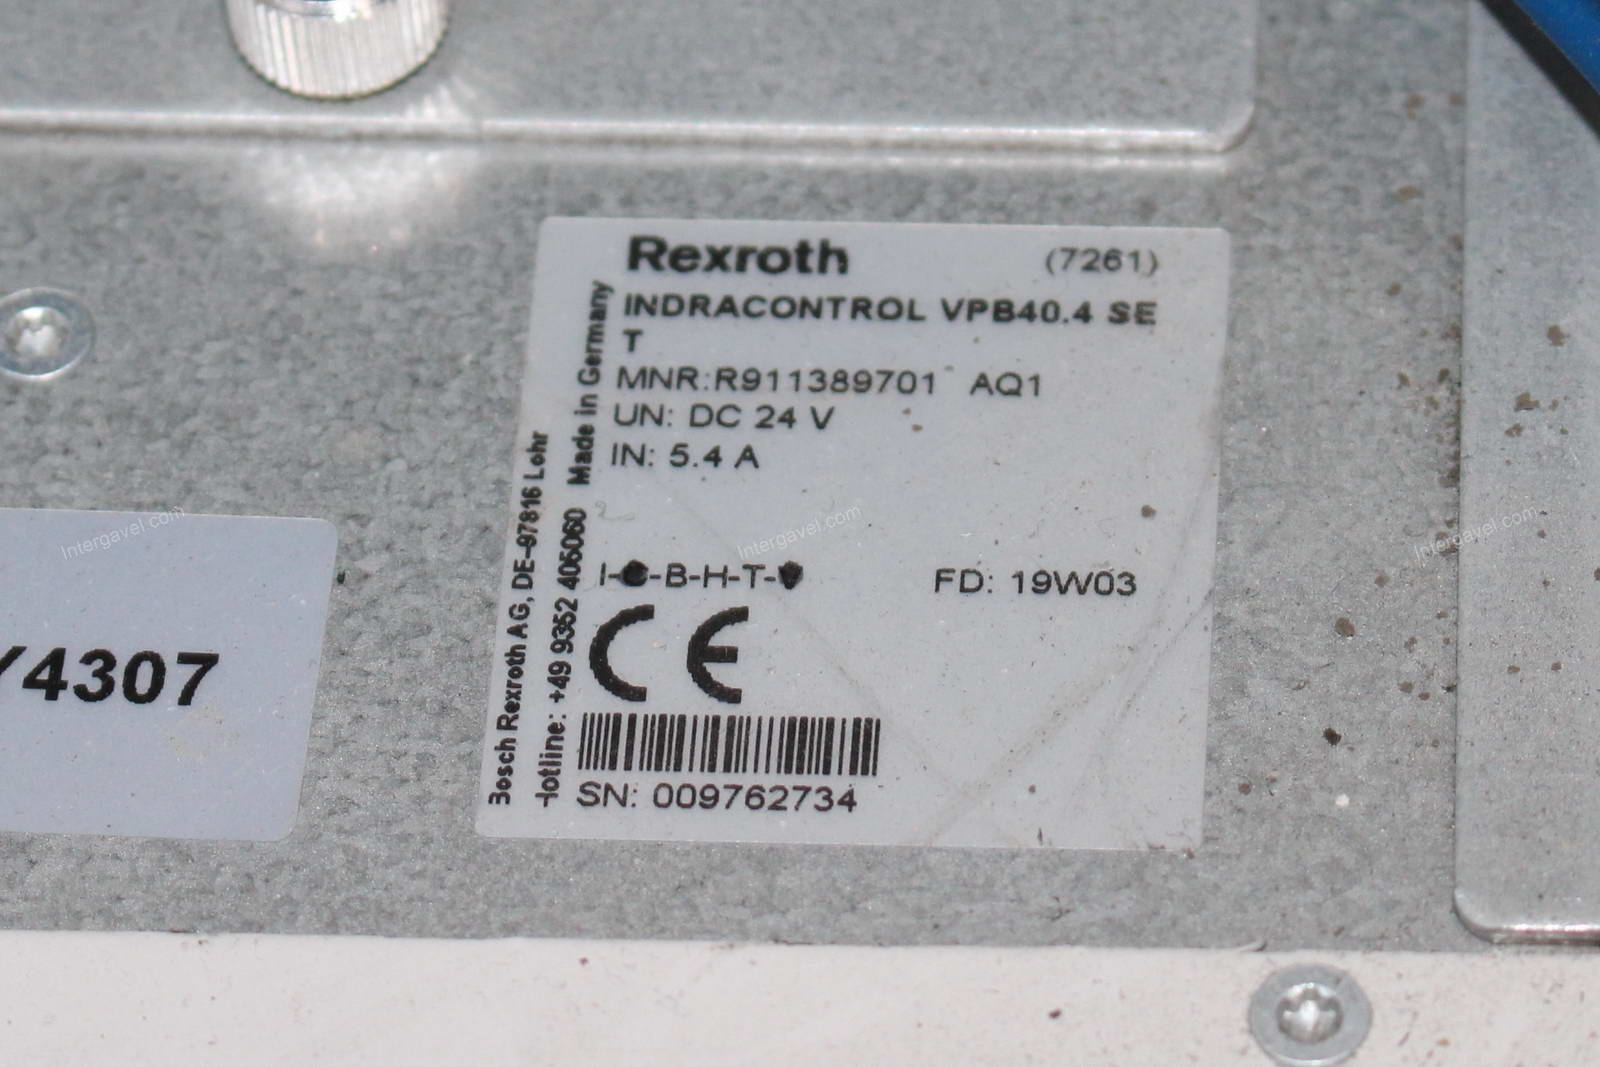 Rexroth (7261)
INDRACONTROL VPB40.4 SE
T
MNR:R911389701 AQ1
UN: DC 24 V
IN: 5.4 A
I-●-B-H-T-● FD: 19W03
CE
SN: 009762734
Bosch Rexroth AG, DE-97816 Lohr
Hotline: +49 9352 405060 Made in Germany
Y4307
Intergavel.com
Intergavel.com
Intergavel.com